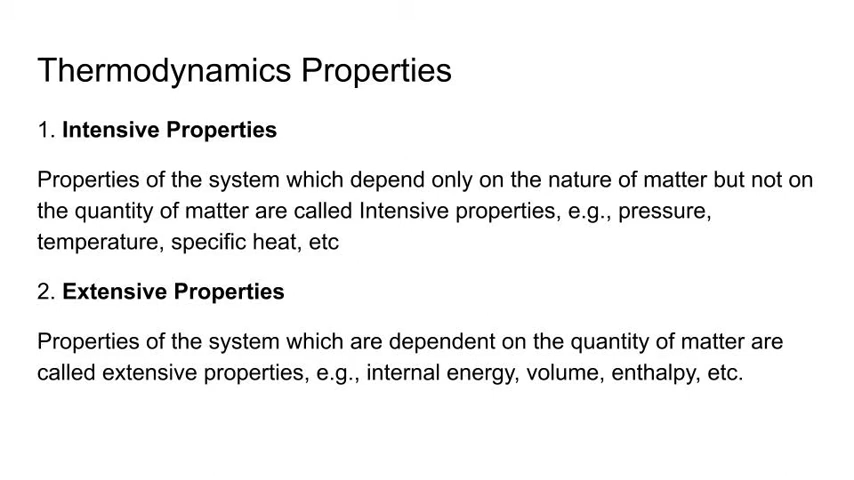 Thermodynamics Properties
1. Intensive Properties
Properties of the system which depend only on the nature of matter but not on
the quantity of matter are called Intensive properties, e.g., pressure,
temperature, specific heat, etc
2. Extensive Properties
Properties of the system which are dependent on the quantity of matter are
called extensive properties, e.g., internal energy, volume, enthalpy, etc.